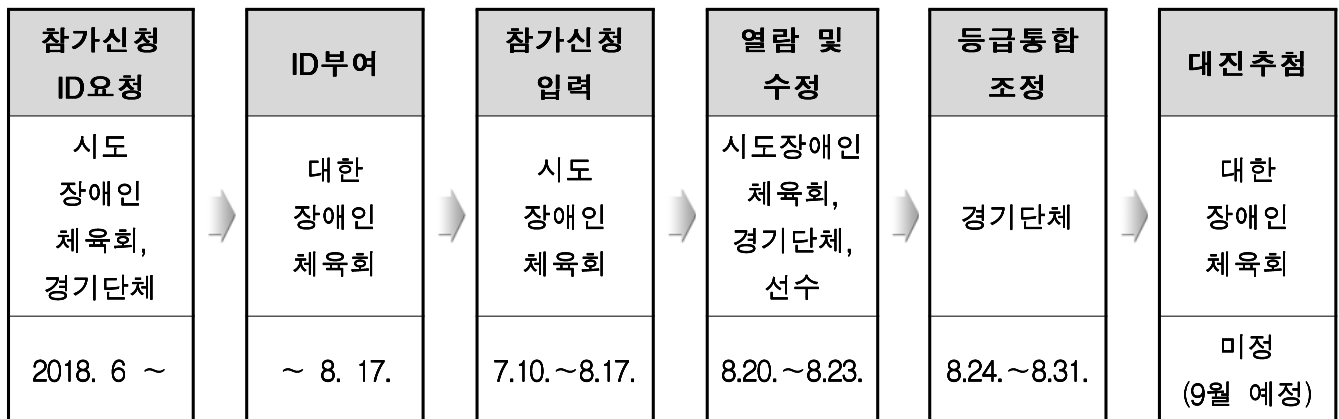 참가신청
ID요청
시도
장애인
체육회,
경기단체
2018. 6 ~
ID부여
대한
장애인
체육회
~ 8. 17.
참가신청
입력
시도
장애인
체육회
7.10.~8.17.
열람 및
수정
시도장애인
체육회,
경기단체,
선수
8.20.~8.23.
등급통합
조정
경기단체
8.24.~8.31.
대진추첨
대한
장애인
체육회
미정
(9월 예정)